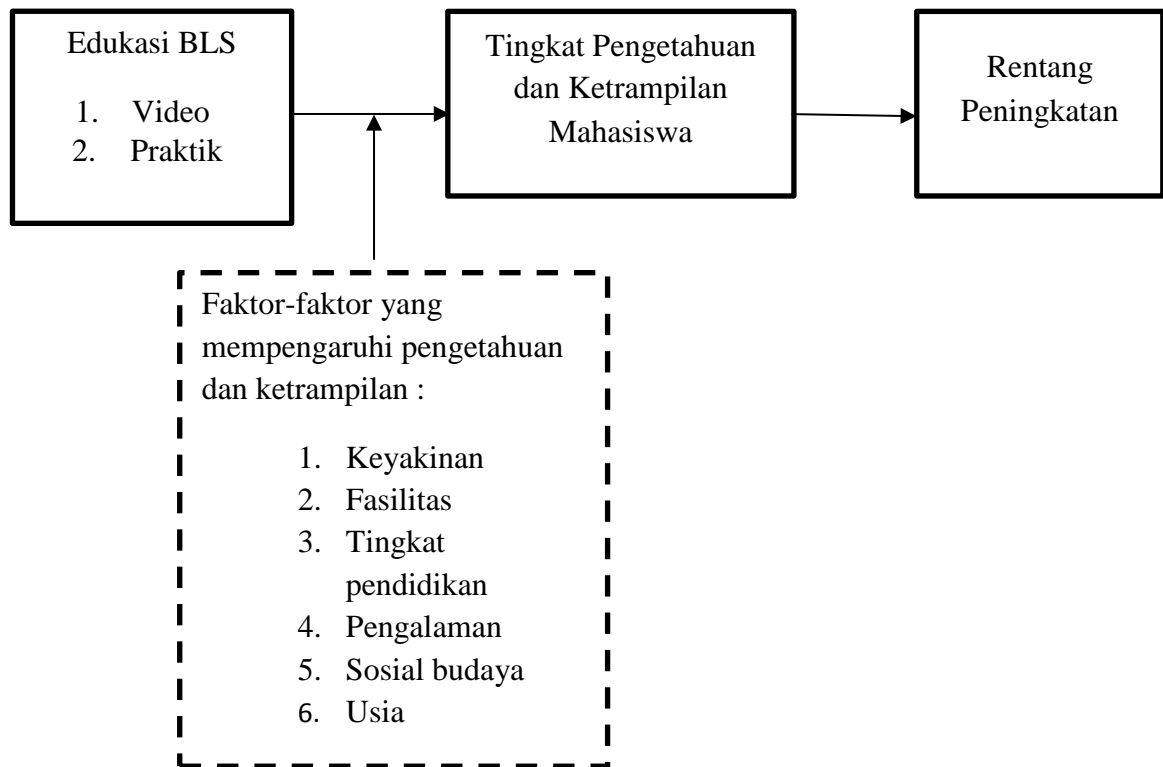 Edukasi BLS
1. Video
2. Praktik
Tingkat Pengetahuan
dan Ketrampilan
Mahasiswa
Rentang
Peningkatan
Faktor-faktor yang
mempengaruhi pengetahuan
dan ketrampilan :
1. Keyakinan
2. Fasilitas
3. Tingkat
pendidikan
4. Pengalaman
5. Sosial budaya
6. Usia